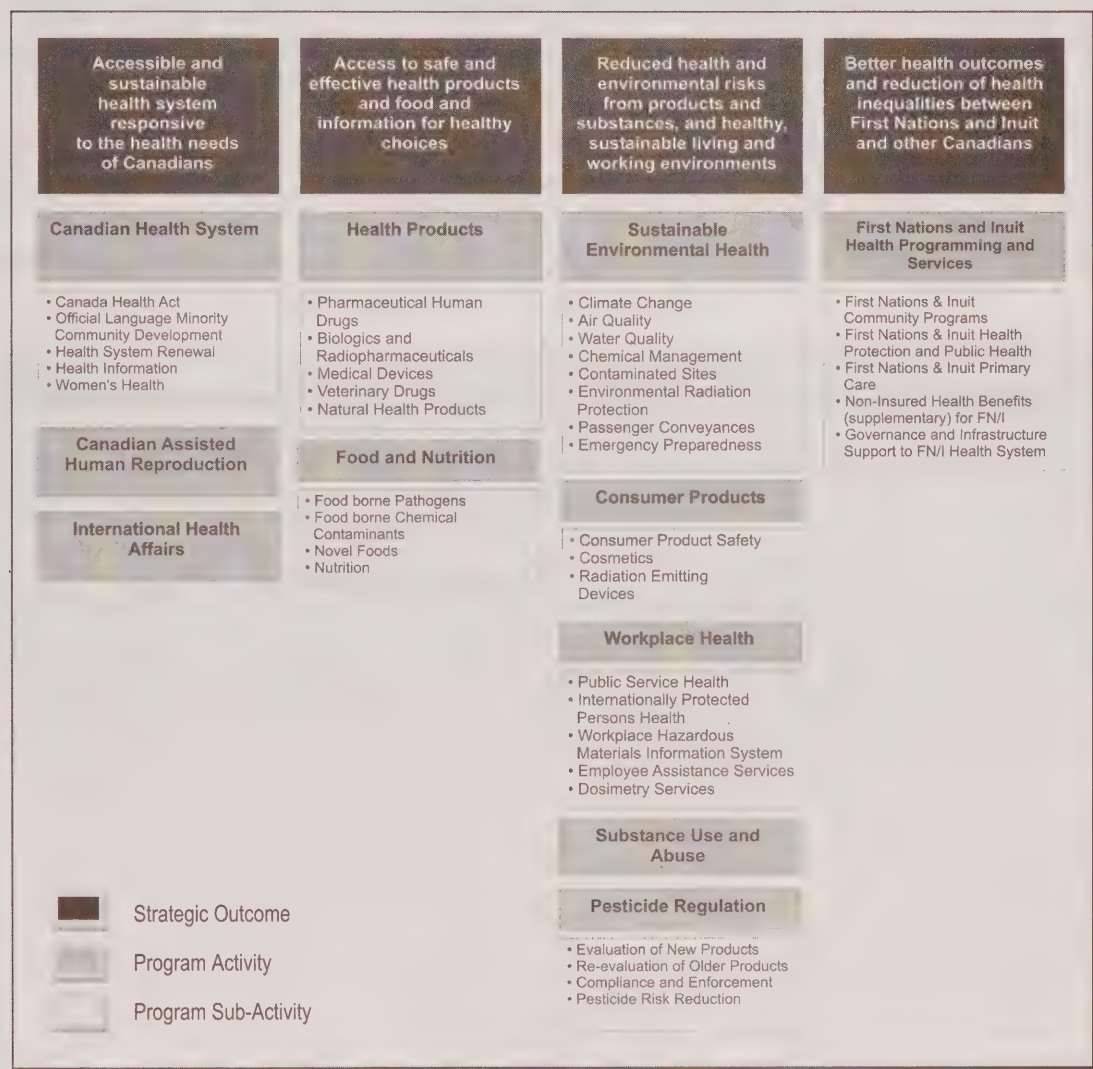 Accessible and
sustainable
health system
responsive
to the health needs
of Canadians
Canadian Health System
• Canada Health Act
• Official Language Minority
Community Development
• Health System Renewal
• Health Information
• Women's Health
Canadian Assisted
Human Reproduction
International Health
Affairs
Access to safe and
effective health products
and food and
information for healthy
choices
Health Products
• Pharmaceutical Human
Drugs
• Biologics and
Radiopharmaceuticals
• Medical Devices
• Veterinary Drugs
• Natural Health Products
Food and Nutrition
• Food borne Pathogens
• Food borne Chemical
Contaminants
• Novel Foods
• Nutrition
Reduced health and
environmental risks
from products and
substances, and healthy,
sustainable living and
working environments
Sustainable
Environmental Health
• Climate Change
• Air Quality
• Water Quality
• Chemical Management
• Contaminated Sites
• Environmental Radiation
Protection
• Passenger Conveyances
• Emergency Preparedness
Consumer Products
• Consumer Product Safety
• Cosmetics
• Radiation Emitting
Devices
Workplace Health
• Public Service Health
• Internationally Protected
Persons Health
• Workplace Hazardous
Materials Information System
• Employee Assistance Services
• Dosimetry Services
Substance Use and
Abuse
Pesticide Regulation
• Evaluation of New Products
• Re-evaluation of Older Products
• Compliance and Enforcement
• Pesticide Risk Reduction
Better health outcomes
and reduction of health
inequalities between
First Nations and Inuit
and other Canadians
First Nations and Inuit
Health Programming and
Services
• First Nations & Inuit
Community Programs
• First Nations & Inuit Health
Protection and Public Health
• First Nations & Inuit Primary
Care
• Non-Insured Health Benefits
(supplementary) for FN/I
• Governance and Infrastructure
Support to FN/I Health System
Strategic Outcome
Program Activity
Program Sub-Activity